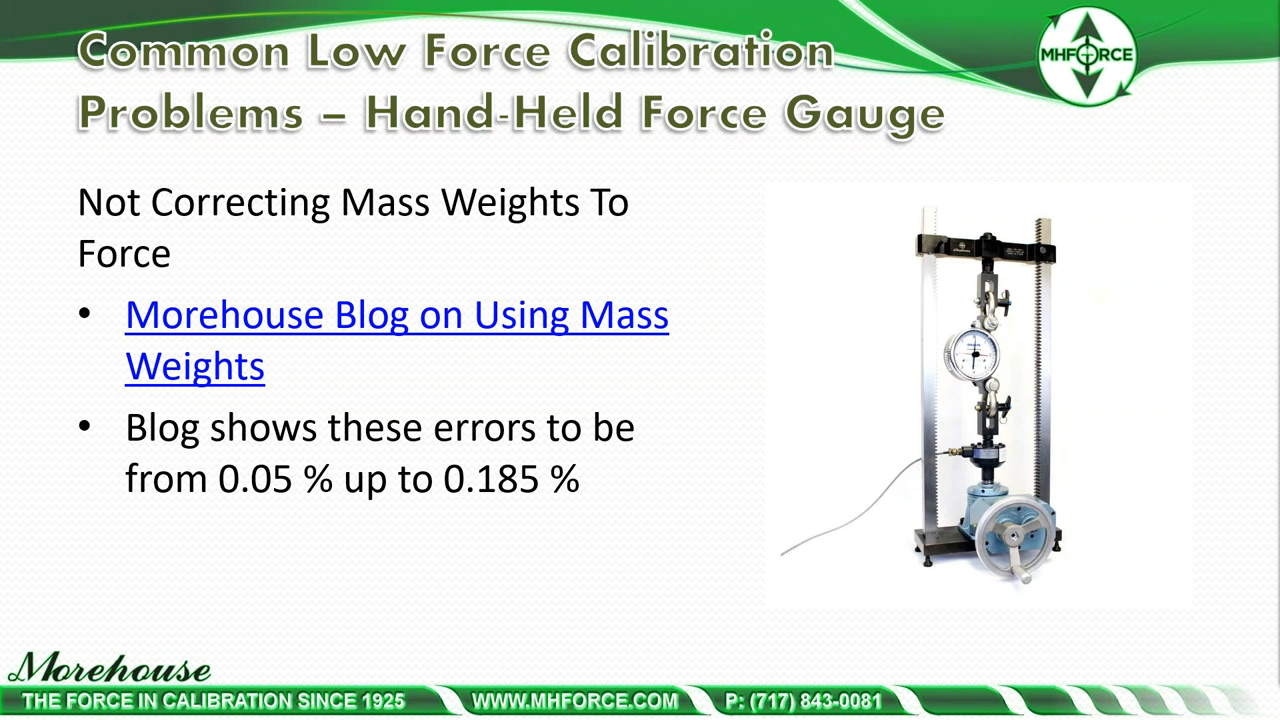 Common Low Force Calibration
Problems – Hand-Held Force Gauge
MHFORCE
Not Correcting Mass Weights To
Force
• Morehouse Blog on Using Mass
Weights
• Blog shows these errors to be
from 0.05 % up to 0.185 %
Morehouse
THE FORCE IN CALIBRATION SINCE 1925
WWW.MHFORCE.COM
P: (717) 843-0081